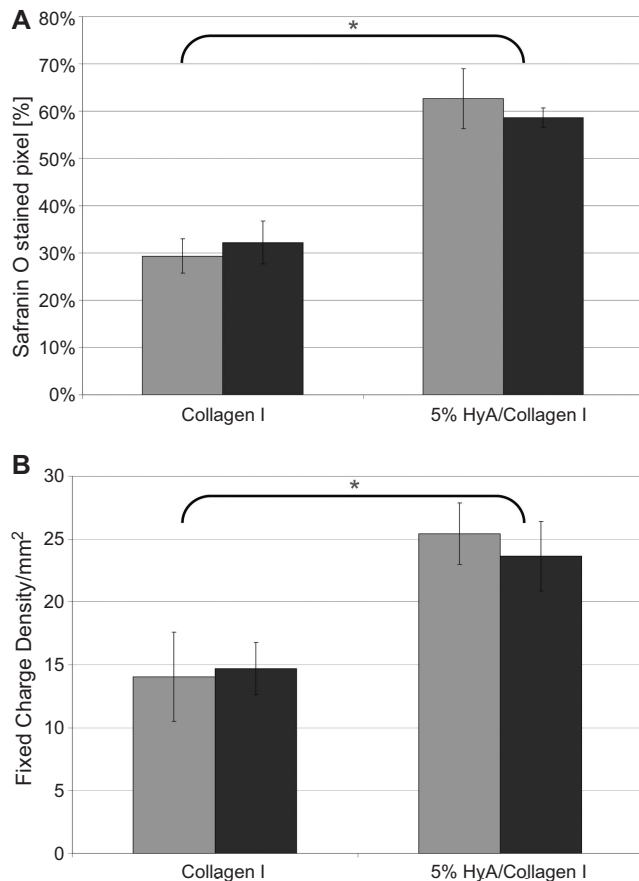 A
Safranin O stained pixel [%]
80%
70%
60%
50%
40%
30%
20%
10%
0%
*
Collagen I
5% HyA/Collagen I
B
Fixed Charge Density/mm²
30
25
20
15
10
5
0
*
Collagen I
5% HyA/Collagen I